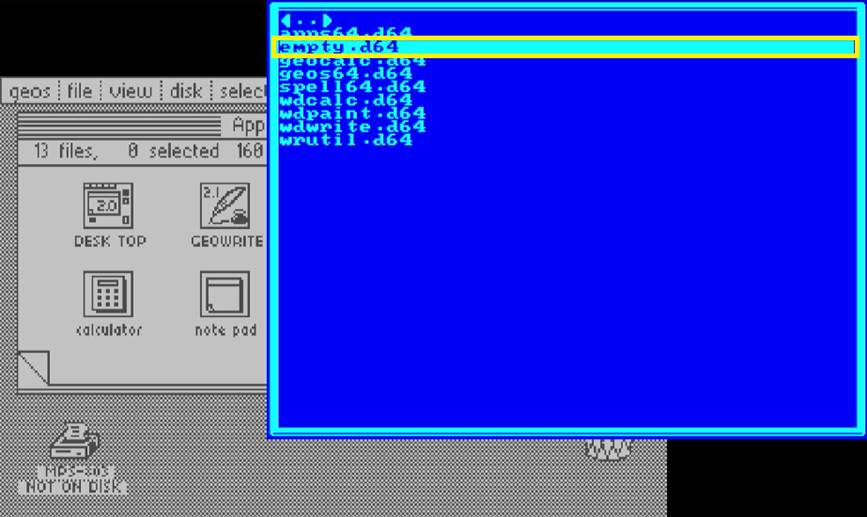 ◀..▶
apps64.d64
empty.d64
geocalc.d64
geos64.d64
spell64.d64
wdcalc.d64
wdpaint.d64
wdwrite.d64
wrutil.d64
geos file view disk select
App
13 files, 0 selected 160
2.0
2.1
DESK TOP GEOWRITE
calculator note pad
MPS-803
NOT ON DISK